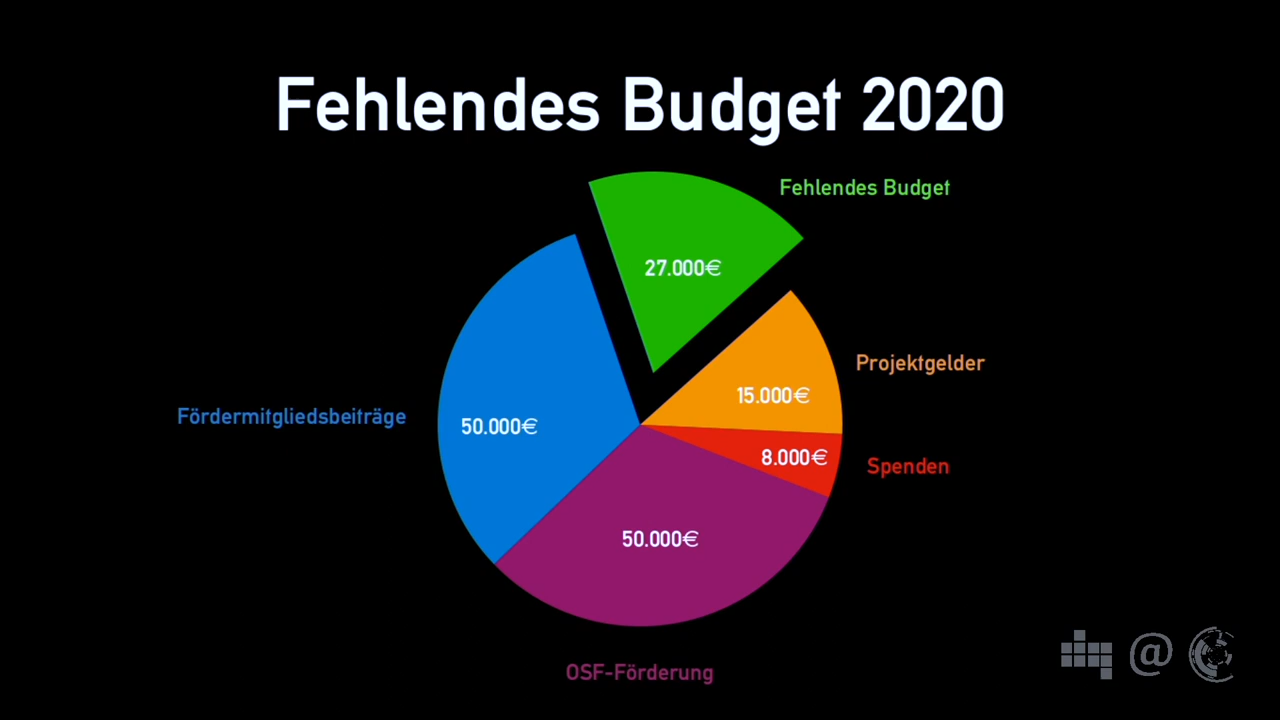 Fehlendes Budget 2020
Fehlendes Budget
27.000€
Projektgelder
15.000€
Fördermitgliedsbeiträge
50.000€
8.000€
Spenden
50.000€
OSF-Förderung
@